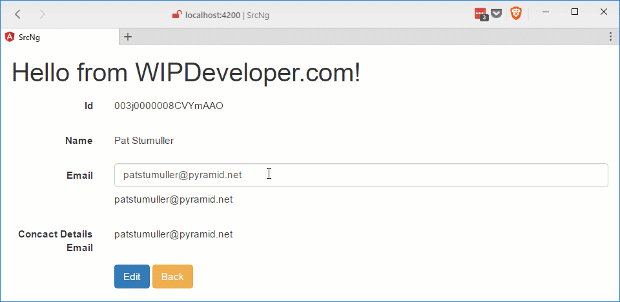 localhost:4200 | SrcNg
3
SrcNg
Hello from WIPDeveloper.com!
Id 003j0000008CVYmAAO
Name Pat Stumuller
Email patstumuller@pyramid.net
patstumuller@pyramid.net
Concact Details patstumuller@pyramid.net
Email
Edit Back